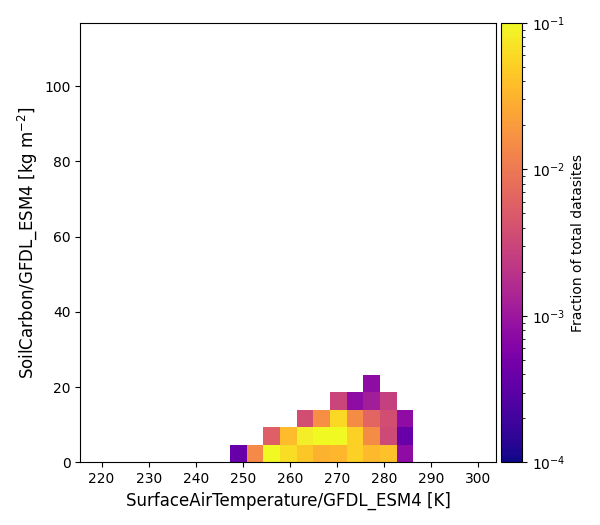 SoilCarbon/GFDL_ESM4 [kg m⁻²]
100
80
60
40
20
0
220 230 240 250 260 270 280 290 300
SurfaceAirTemperature/GFDL_ESM4 [K]
10⁻¹
10⁻²
10⁻³
10⁻⁴
Fraction of total datasites